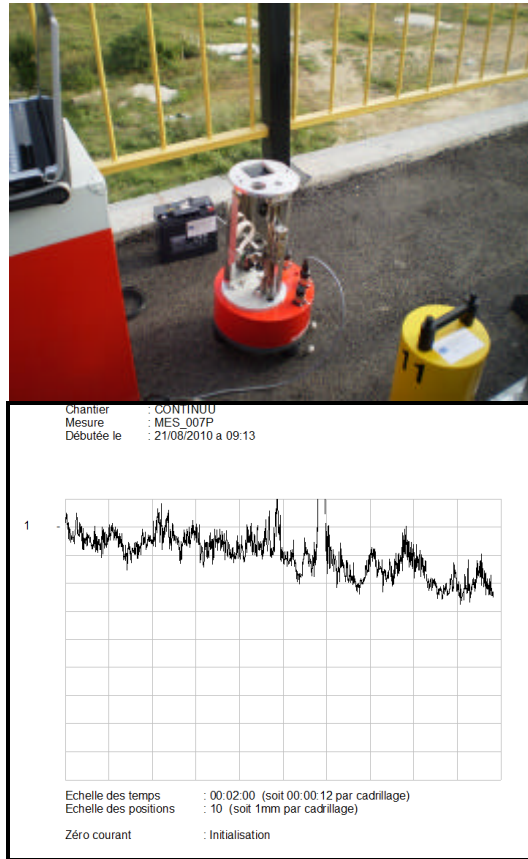 11
Chantier : CONTINUU
Mesure : MES_007P
Débutée le : 21/08/2010 a 09:13
1
Echelle des temps : 00:02:00 (soit 00:00:12 par cadrillage)
Echelle des positions : 10 (soit 1mm par cadrillage)
Zéro courant : Initialisation